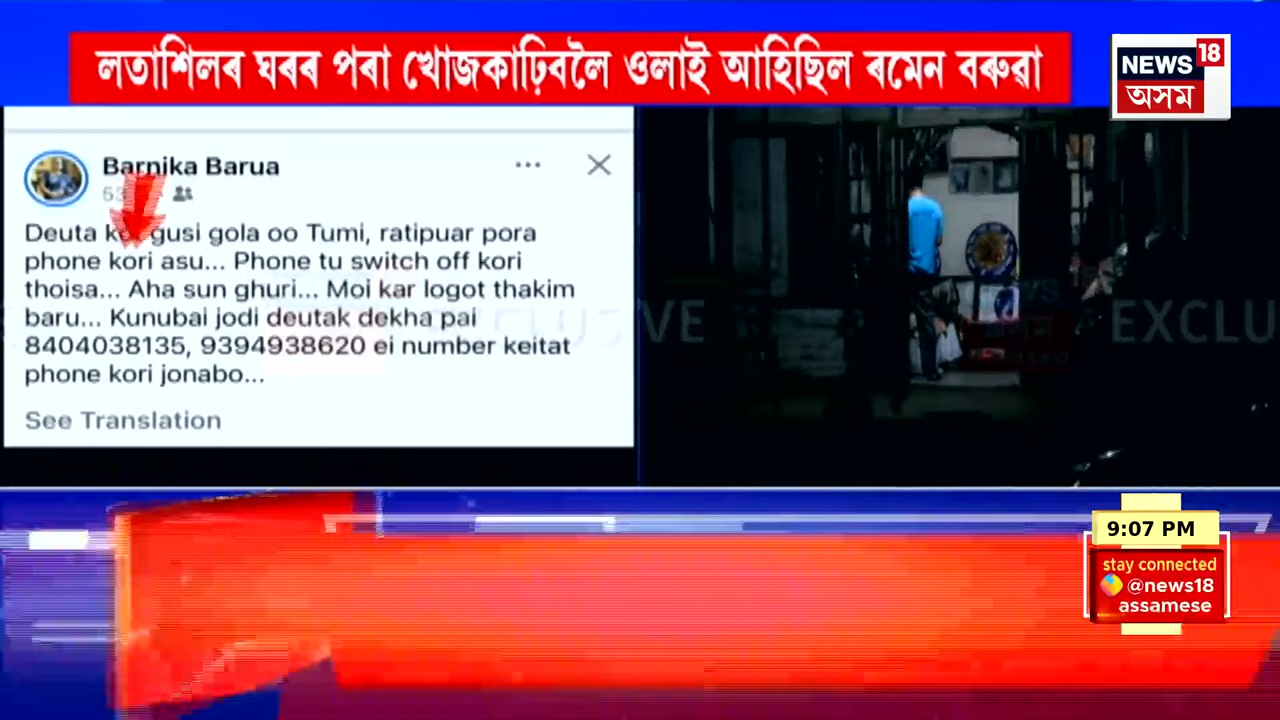 লতাশিলৰ ঘৰৰ পৰা খোজকাঢ়িবলৈ ওলাই আহিছিল ৰমেন বৰুৱা
NEWS 18
অসম
Barnika Barua
Deuta gusi gola oo Tumi, ratipuar pora
phone kori asu... Phone tu switch off kori
thoisa... Aha sun ghuri... Moi kar logot thakim
baru... Kunubai jodi deutak dekha pai
8404038135, 9394938620 ei number keitat
phone kori jonabo...
See Translation
EXCLUSIVE
EXCLU
9:07 PM
stay connected
@news18
assamese